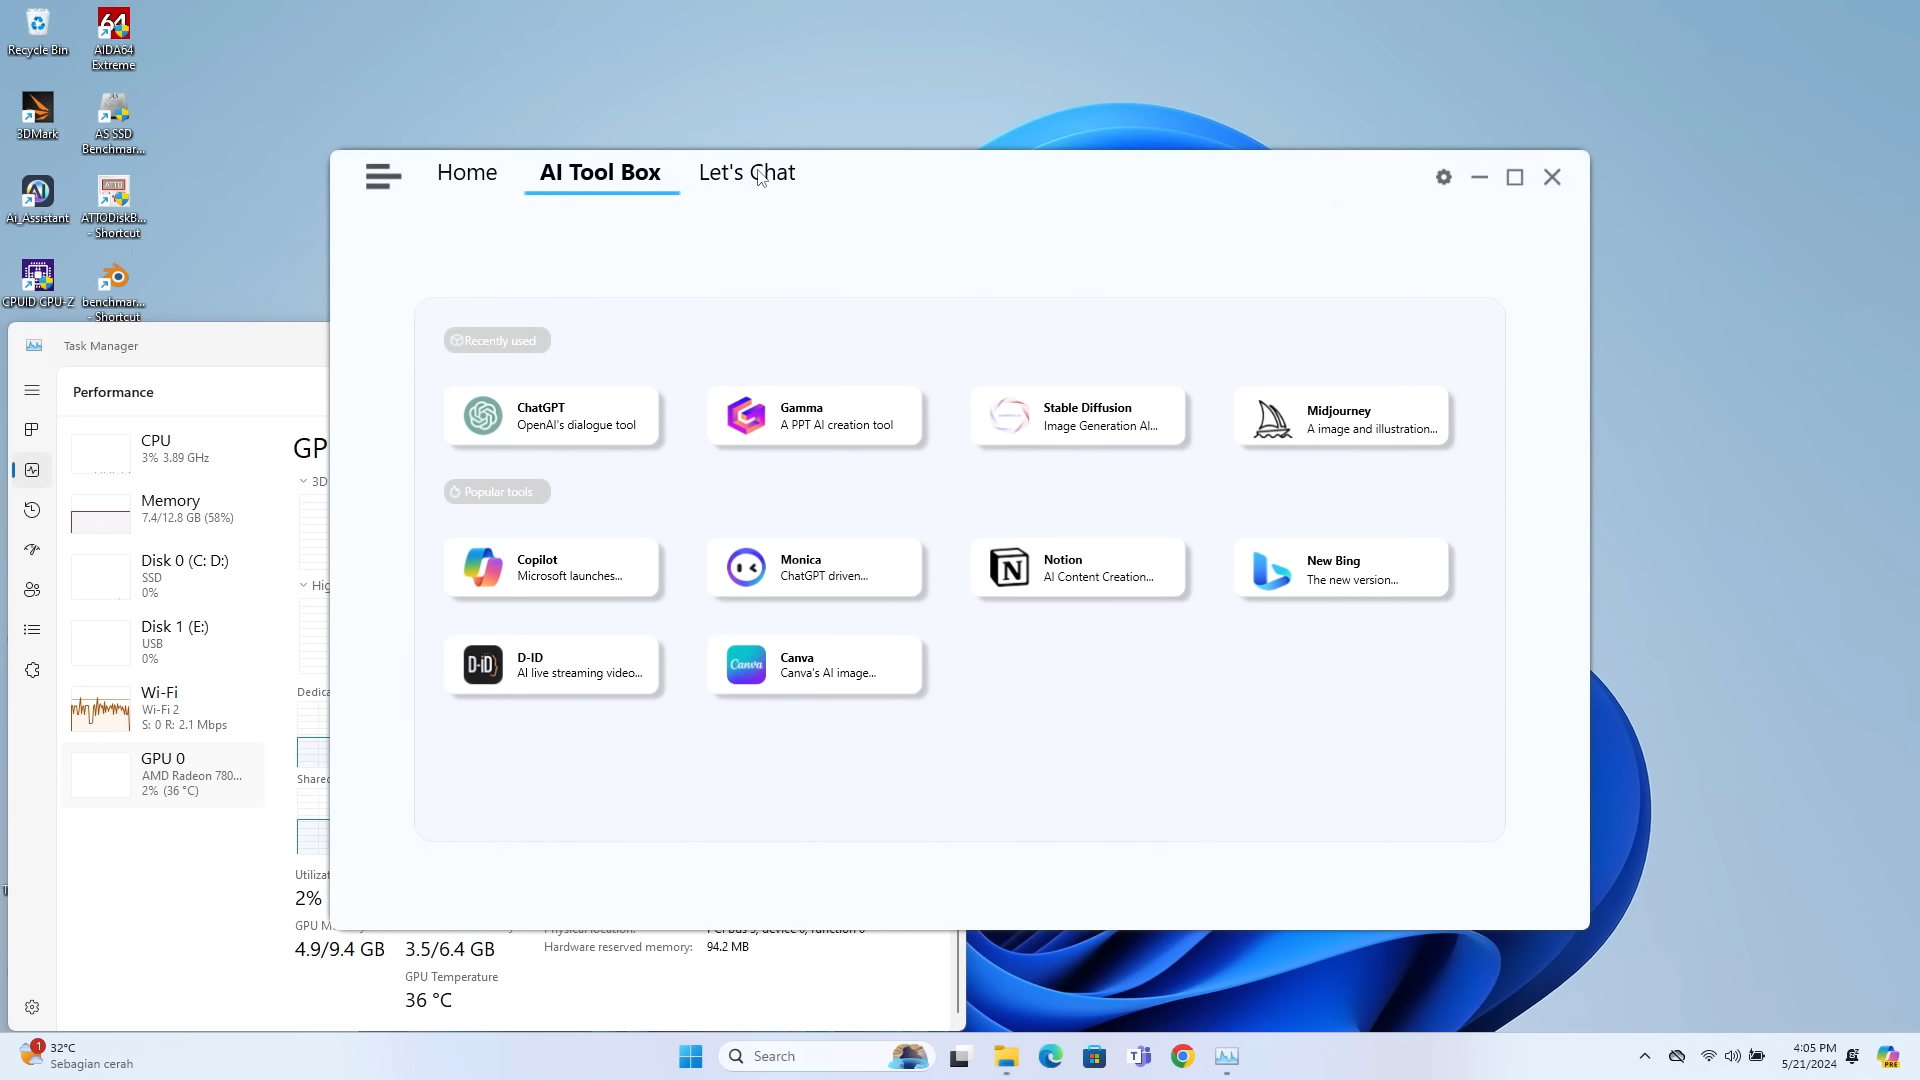 Recycle Bin
AIDA64
Extreme
3DMark
AS SSD
Benchmar...
Ai_Assistant
ATTODiskB...
- Shortcut
CPUID CPU-Z
benchmar...
- Shortcut
Home
AI Tool Box
Let's Chat
Recently used
ChatGPT
OpenAI's dialogue tool
Gamma
A PPT AI creation tool
Stable Diffusion
Image Generation AI...
Midjourney
A image and illustration...
Popular tools
Copilot
Microsoft launches...
Monica
ChatGPT driven...
Notion
AI Content Creation...
New Bing
The new version...
D-ID
AI live streaming video...
Canva
Canva
Canva's AI image...
Task Manager
Performance
CPU
3% 3.89 GHz
Memory
7.4/12.8 GB (58%)
Disk 0 (C: D:)
SSD
0%
Disk 1 (E:)
USB
0%
Wi-Fi
Wi-Fi 2
S: 0 R: 2.1 Mbps
GPU 0
AMD Radeon 780...
2% (36 °C)
GP
3D
Hig
Dedica
Shared
Utilizat
2%
GPU M
4.9/9.4 GB
3.5/6.4 GB
Hardware reserved memory:
94.2 MB
GPU Temperature
36 °C
1
32°C
Sebagian cerah
Search
4:05 PM
5/21/2024
PRE